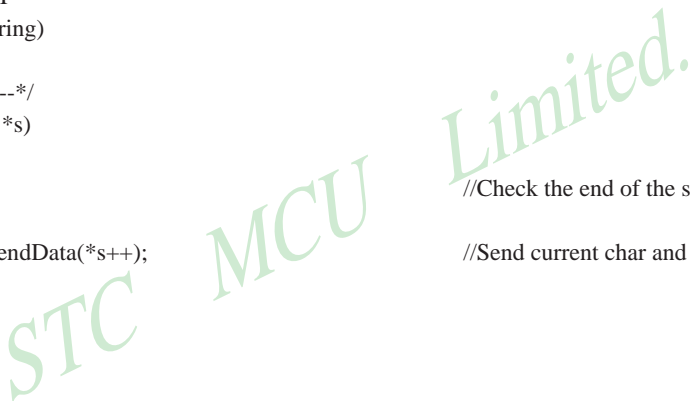 ring)
--*/
*s)
//Check the end of the s
endData(*s++); //Send current char and
STC MCU Limited.